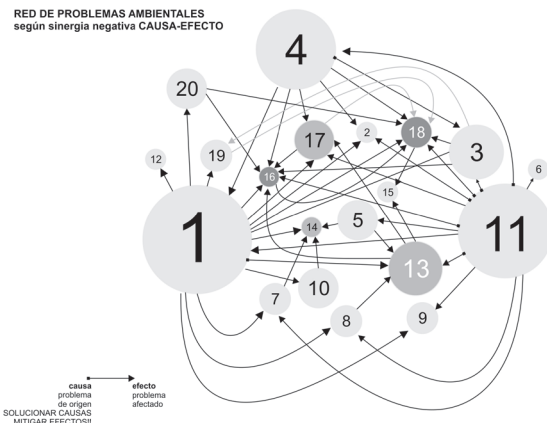 RED DE PROBLEMAS AMBIENTALES
según sinergia negativa CAUSA-EFECTO
4
20
17
2
18
3
12
19
16
6
15
1
14
5
11
13
7
10
8
9
causa efecto
problema problema
de origen afectado
SOLUCIONAR CAUSAS
MITIGAR EFECTOS!!